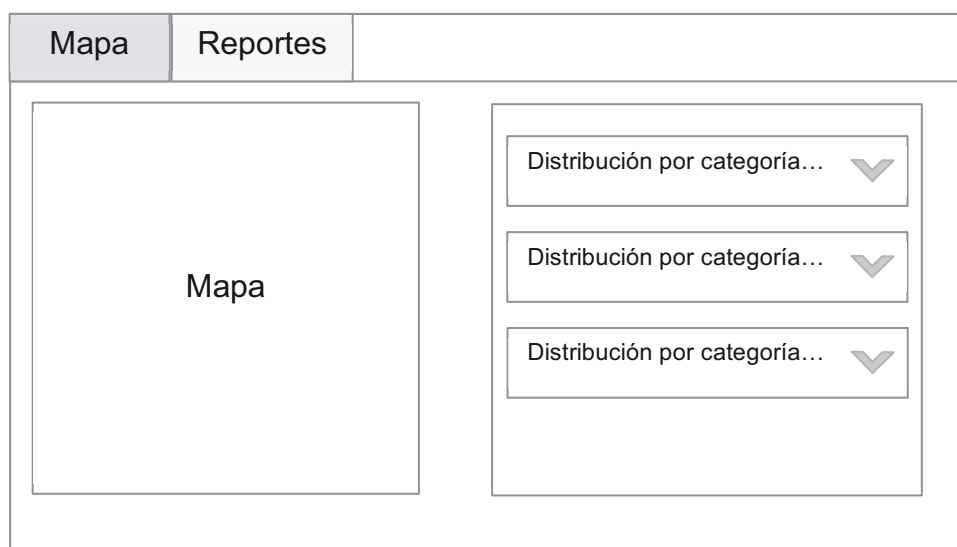 Mapa
Reportes
Mapa
Distribución por categoría…
Distribución por categoría…
Distribución por categoría…